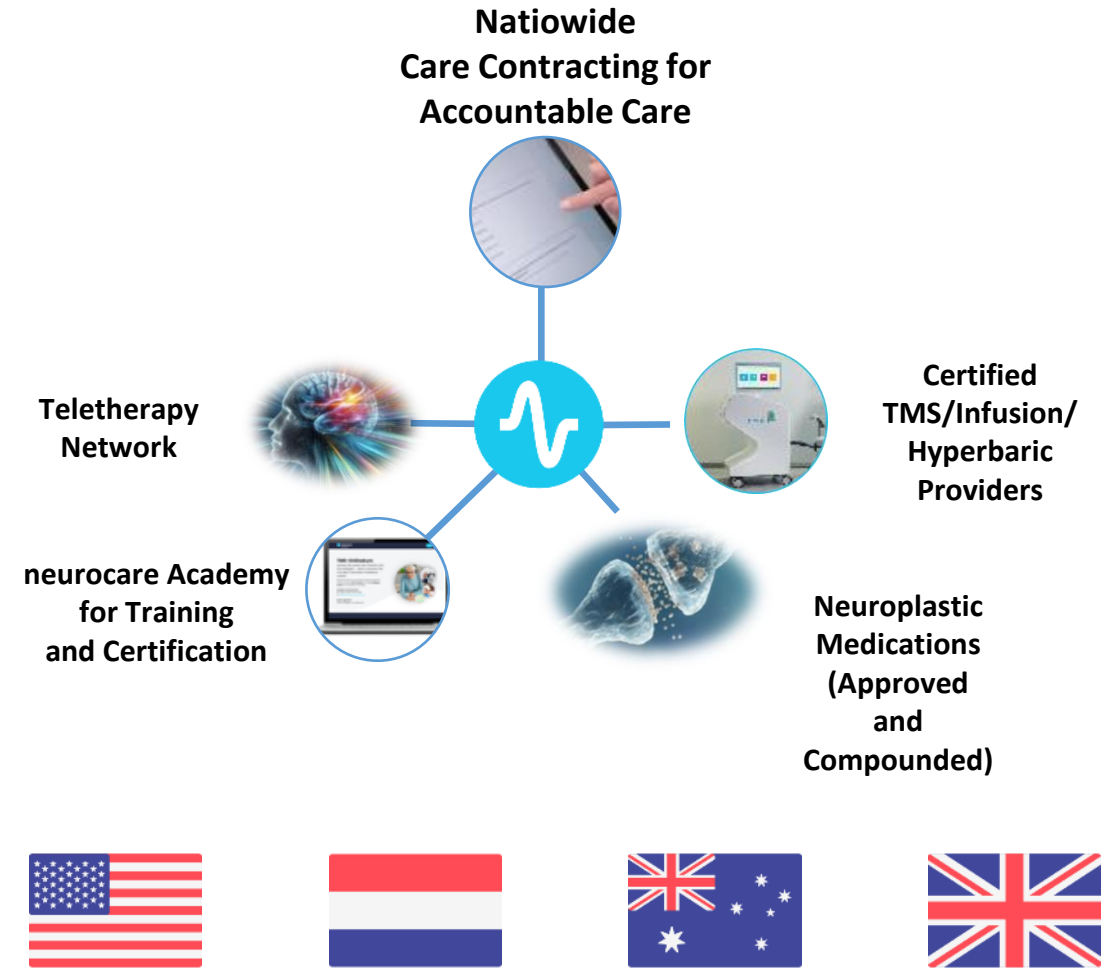 Natiowide
Care Contracting for
Accountable Care
Teletherapy
Network
Certified
TMS/Infusion/
Hyperbaric
Providers
neurocare Academy
for Training
and Certification
Neuroplastic
Medications
(Approved
and
Compounded)